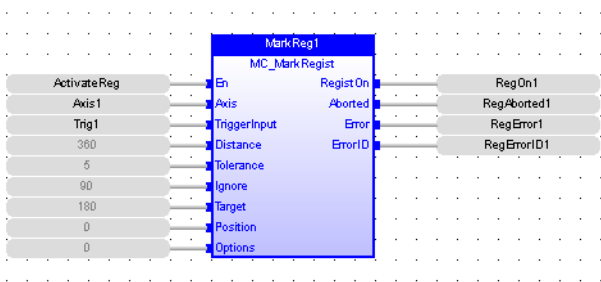 MarkReg1
MC_MarkRegist
ActivateReg En RegistOn RegOn1
Axis1 Axis Aborted RegAborted1
Trig1 TriggerInput Error RegError1
360 Distance ErrorID RegErrorID1
5 Tolerance
90 Ignore
180 Target
0 Position
0 Options